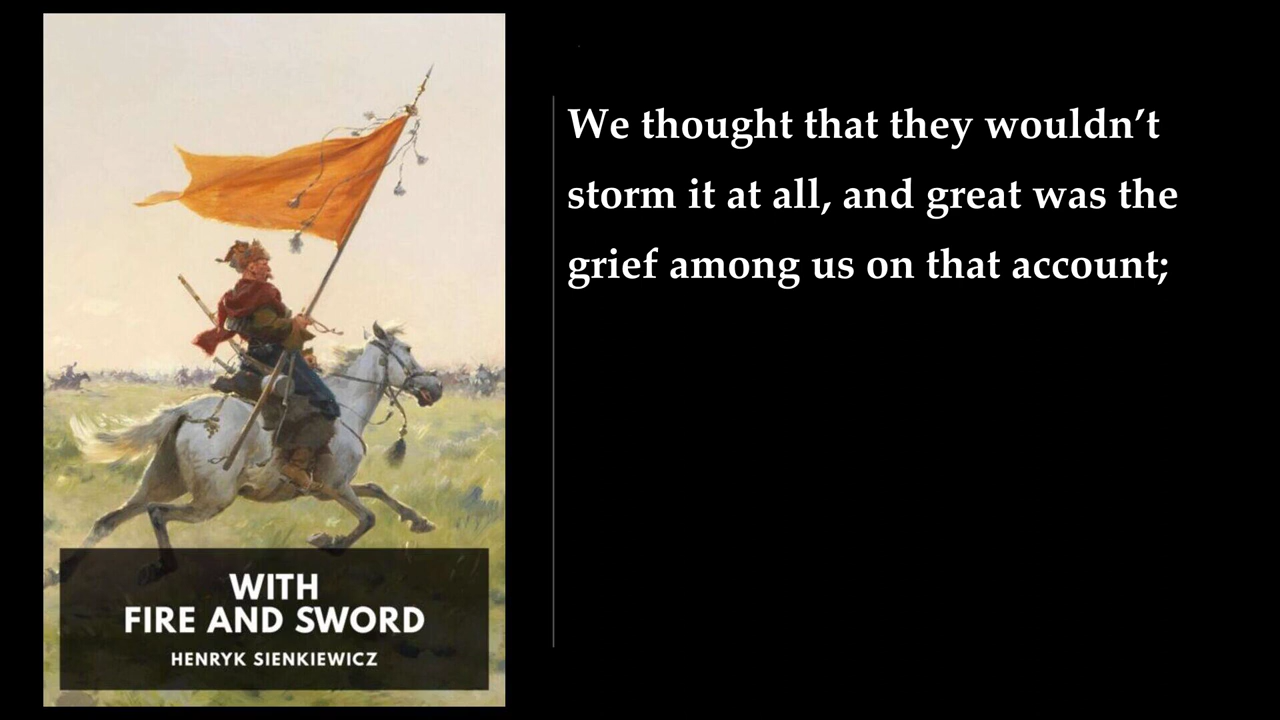 We thought that they wouldn’t
storm it at all, and great was the
grief among us on that account;
WITH
FIRE AND SWORD
HENRYK SIENKIEWICZ